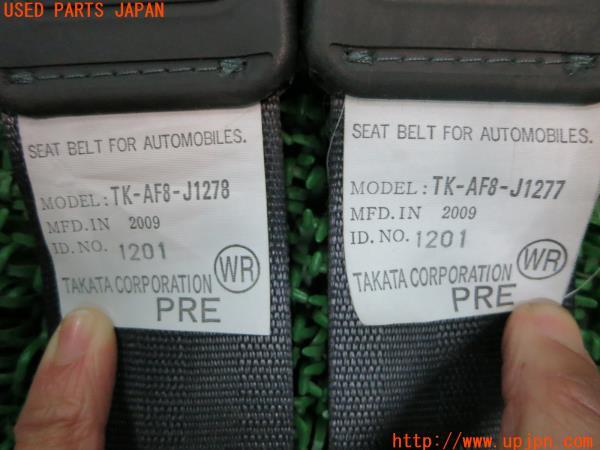 USED PARTS JAPAN
SEAT BELT FOR AUTOMOBILES.
MODEL: TK-AF8-J1278
MFD.IN 2009
ID.NO. 1201
WR
TAKATA CORPORATION
PRE
SEAT BELT FOR AUTOMOBILES.
MODEL: TK-AF8-J1277
MFD.IN 2009
ID.NO. 1201
WR
TAKATA CORPORATION
PRE
http://www.upjpn.com/